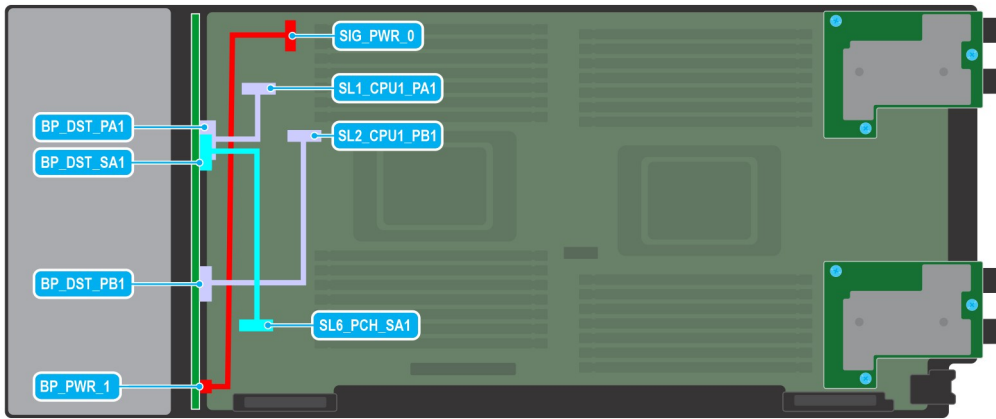 SIG_PWR_0
SL1_CPU1_PA1
BP_DST_PA1
SL2_CPU1_PB1
BP_DST_SA1
BP_DST_PB1
SL6_PCH_SA1
BP_PWR_1